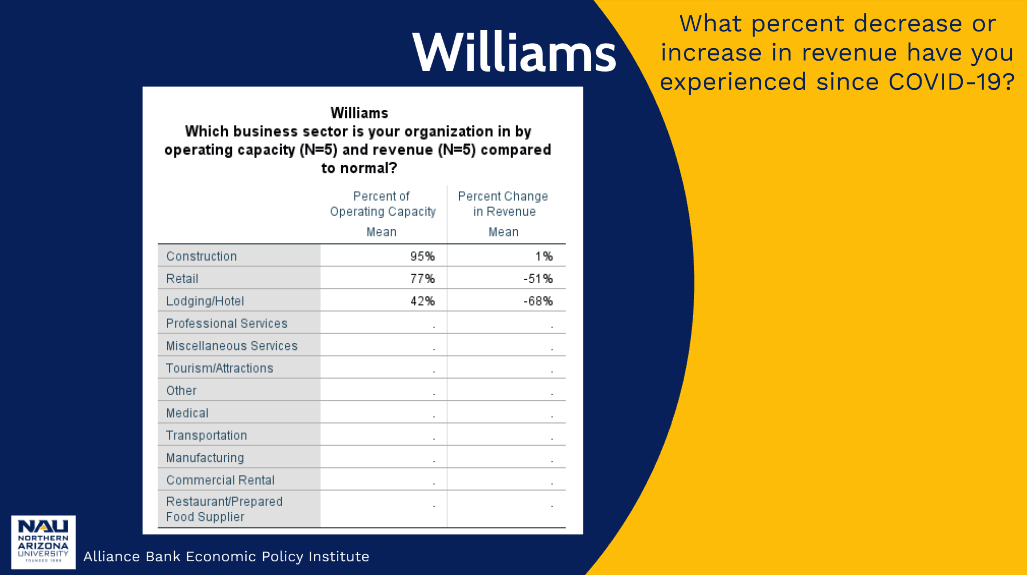 Williams
What percent decrease or
increase in revenue have you
experienced since COVID-19?
Williams
Which business sector is your organization in by
operating capacity (N=5) and revenue (N=5) compared
to normal?
Percent of Percent Change
Operating Capacity in Revenue
Mean Mean
Construction 95% 1%
Retail 77% -51%
Lodging/Hotel 42% -68%
Professional Services . .
Miscellaneous Services . .
Tourism/Attractions . .
Other . .
Medical . .
Transportation . .
Manufacturing . .
Commercial Rental . .
Restaurant/Prepared . .
Food Supplier
NAU
NORTHERN
ARIZONA
UNIVERSITY
FOUNDED 1899
Alliance Bank Economic Policy Institute